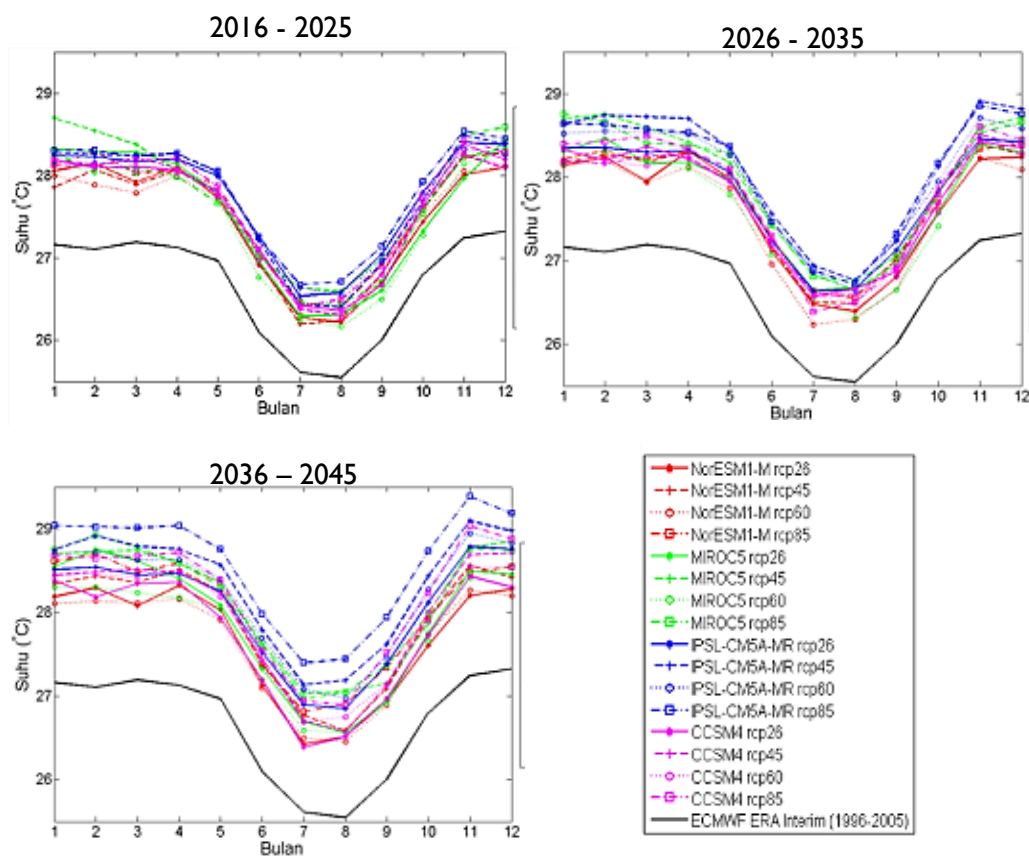 2016 - 2025
Suhu (°C)
29
28
27
26
1 2 3 4 5 6 7 8 9 10 11 12
Bulan
2026 - 2035
Suhu (°C)
29
28
27
26
1 2 3 4 5 6 7 8 9 10 11 12
Bulan
2036 – 2045
Suhu (°C)
29
28
27
26
1 2 3 4 5 6 7 8 9 10 11 12
Bulan
NorESM1-M rcp26
NorESM1-M rcp45
NorESM1-M rcp60
NorESM1-M rcp85
MIROC5 rcp26
MIROC5 rcp45
MIROC5 rcp60
MIROC5 rcp85
IPSL-CM5A-MR rcp26
IPSL-CM5A-MR rcp45
IPSL-CM5A-MR rcp60
IPSL-CM5A-MR rcp85
CCSM4 rcp26
CCSM4 rcp45
CCSM4 rcp60
CCSM4 rcp85
ECMWF ERA Interim (1996-2005)